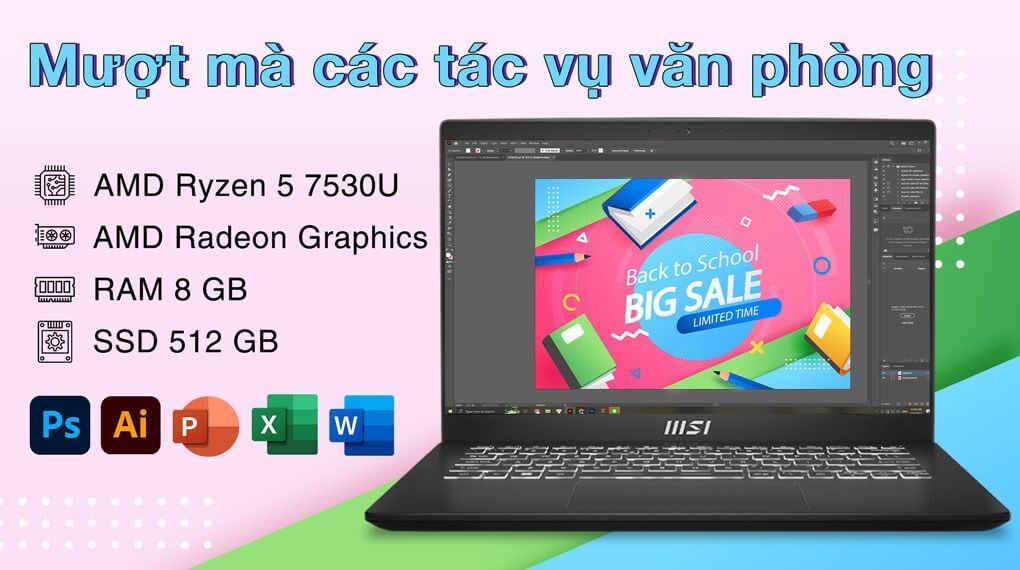 Mượt mà các tác vụ văn phòng
AMD Ryzen 5 7530U
AMD Radeon Graphics
RAM 8 GB
SSD 512 GB
Ps Ai P X W
Back to School
BIG SALE
LIMITED TIME
msi